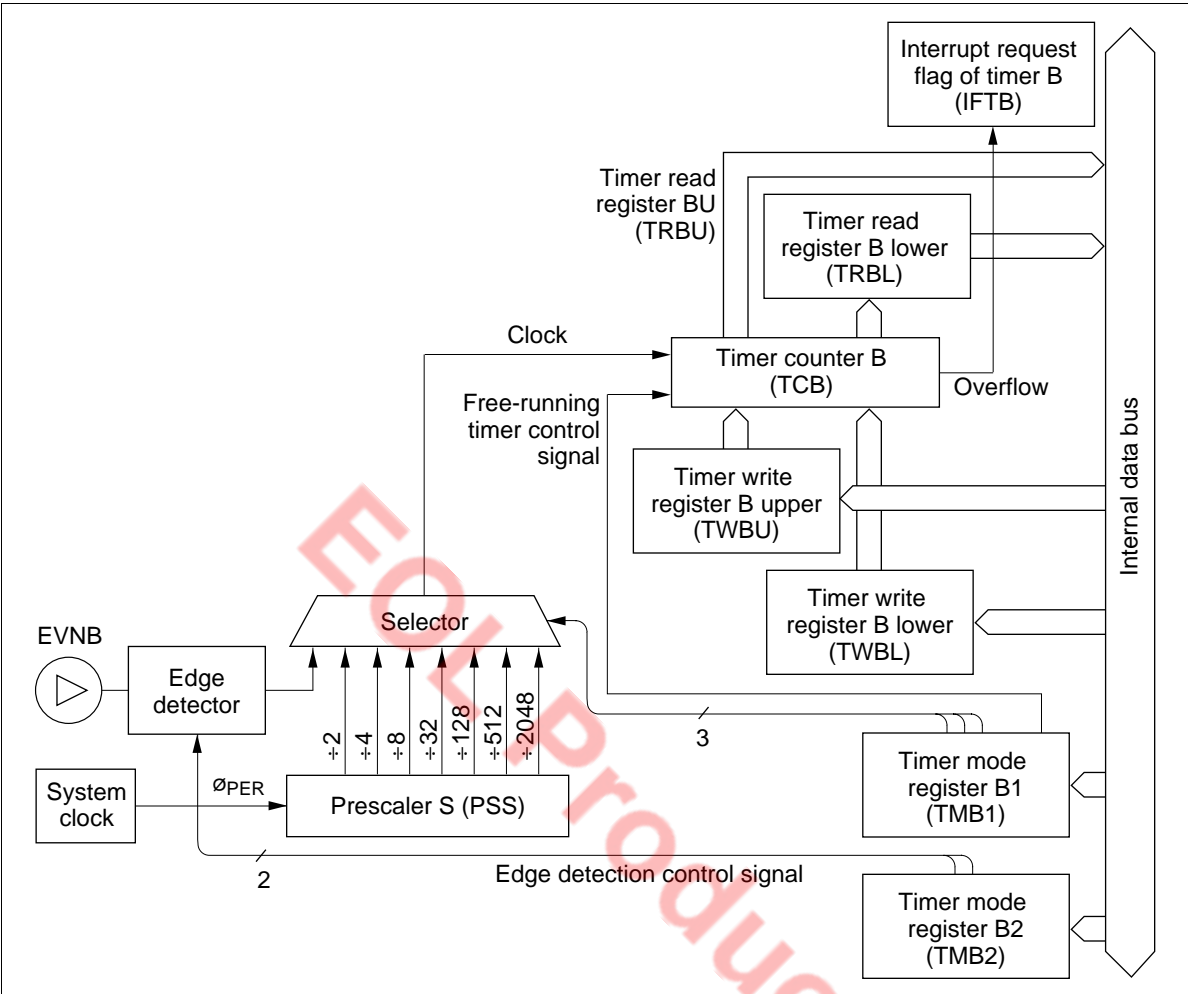 Interrupt request
flag of timer B
(IFTB)
Timer read
register BU
(TRBU)
Timer read
register B lower
(TRBL)
Clock
Timer counter B
(TCB)
Overflow
Free-running
timer control
signal
Timer write
register B upper
(TWBU)
Internal data bus
Timer write
register B lower
(TWBL)
Selector
EVNB
Edge
detector
÷2
÷4
÷8
÷32
÷128
÷512
÷2048
3
System
clock
øPER
Prescaler S (PSS)
Timer mode
register B1
(TMB1)
2
Edge detection control signal
Timer mode
register B2
(TMB2)
EOL Produc